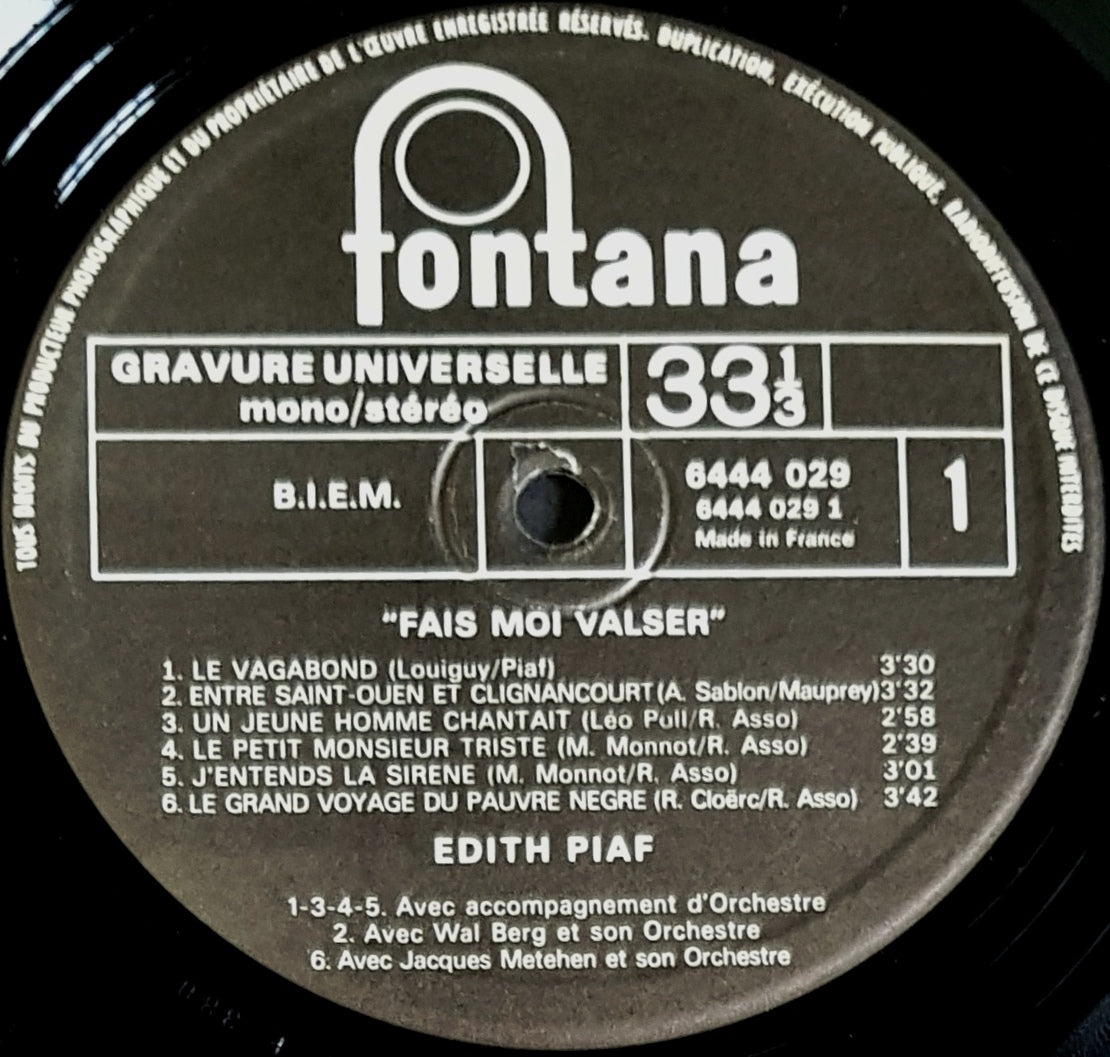 TOUS DROITS DU PRODUCTEUR PHONOGRAPHIQUE ET DU PROPRIÉTAIRE DE L'ŒUVRE ENREGISTRÉE RÉSERVÉS. DUPLICATION, EXÉCUTION PUBLIQUE, RADIODIFFUSION DE CE DISQUE INTERDITES
fontana
GRAVURE UNIVERSELLE
mono/stéréo
33 1/3
B.I.E.M.
6444 029
6444 029 1
Made in France
1
"FAIS MOI VALSER"
1. LE VAGABOND (Louiguy/Piaf) 3'30
2. ENTRE SAINT-OUEN ET CLIGNANCOURT (A. Sablon/Mauprey) 3'32
3. UN JEUNE HOMME CHANTAIT (Léo Poll/R. Asso) 2'58
4. LE PETIT MONSIEUR TRISTE (M. Monnot/R. Asso) 2'39
5. J'ENTENDS LA SIRENE (M. Monnot/R. Asso) 3'01
6. LE GRAND VOYAGE DU PAUVRE NEGRE (R. Cloërc/R. Asso) 3'42
EDITH PIAF
1-3-4-5. Avec accompagnement d'Orchestre
2. Avec Wal Berg et son Orchestre
6. Avec Jacques Metehen et son Orchestre